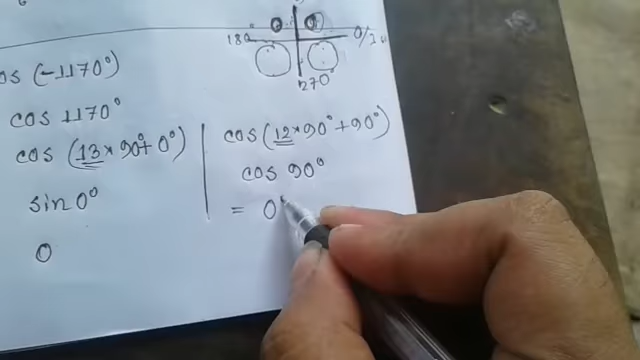 180°
0/360
270°
cos (-1170°)
cos 1170°
cos (13×90°+0°)
sin 0°
0
cos (12×90°+90°)
cos 90°
= 0